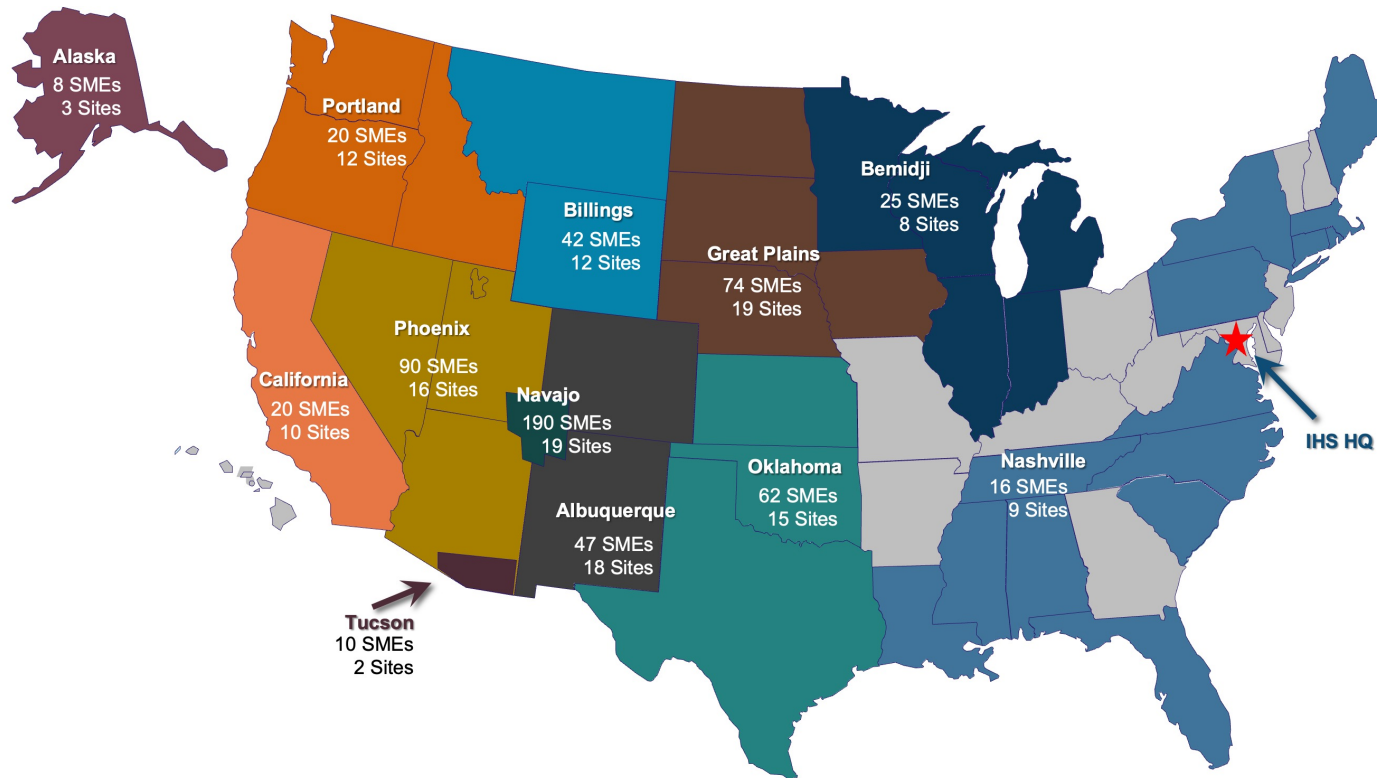 Alaska
8 SMEs
3 Sites
Portland
20 SMEs
12 Sites
Billings
42 SMEs
12 Sites
Great Plains
74 SMEs
19 Sites
Bemidji
25 SMEs
8 Sites
California
20 SMEs
10 Sites
Phoenix
90 SMEs
16 Sites
Navajo
190 SMEs
19 Sites
Albuquerque
47 SMEs
18 Sites
Oklahoma
62 SMEs
15 Sites
Nashville
16 SMEs
9 Sites
IHS HQ
Tucson
10 SMEs
2 Sites